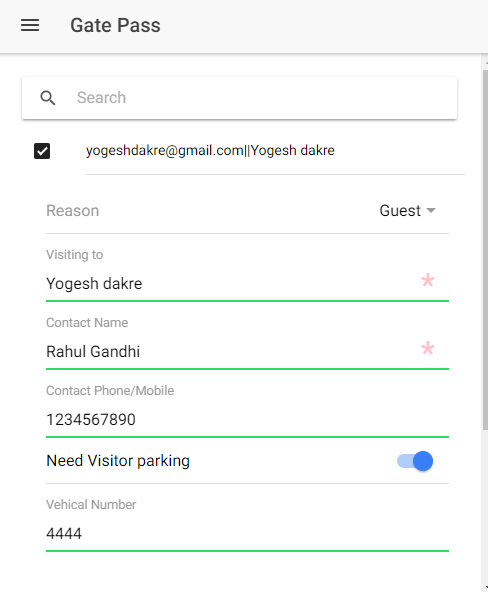 Gate Pass
Search
yogeshdakre@gmail.com||Yogesh dakre
Reason Guest
Visiting to
Yogesh dakre *
Contact Name
Rahul Gandhi *
Contact Phone/Mobile
1234567890
Need Visitor parking
Vehical Number
4444